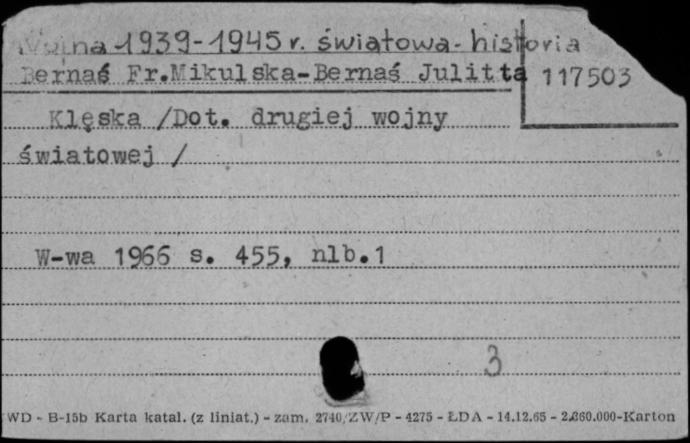 Wojna 1939-1945 r. światowa - historia
Bernaś Fr.Mikulska-Bernaś Julitta 117503
Klęska /Dot. drugiej wojny
światowej /
W-wa 1966 s. 455, nlb.1
3
WD - B-15b Karta katal. (z liniat.) - zam. 2740/ZW/P - 4275 - ŁDA - 14.12.65 - 2.860.000-Karton